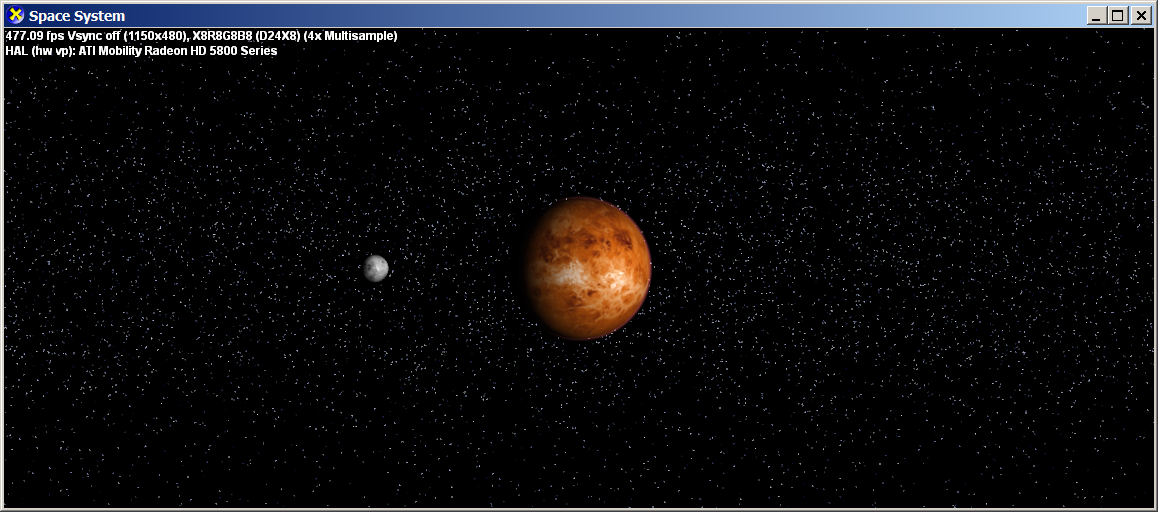 Space System
477.09 fps Vsync off (1150x480), X8R8G8B8 (D24X8) (4x Multisample)
HAL (hw vp): ATI Mobility Radeon HD 5800 Series